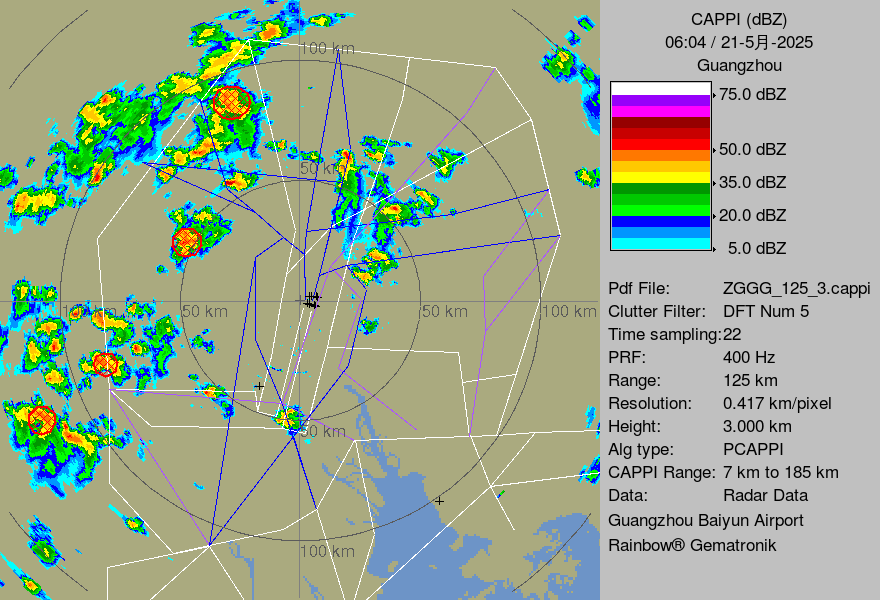 CAPPI (dBZ)
06:04 / 21-5月-2025
Guangzhou
75.0 dBZ
50.0 dBZ
35.0 dBZ
20.0 dBZ
5.0 dBZ
Pdf File: ZGGG_125_3.cappi
Clutter Filter: DFT Num 5
Time sampling:22
PRF: 400 Hz
Range: 125 km
Resolution: 0.417 km/pixel
Height: 3.000 km
Alg type: PCAPPI
CAPPI Range: 7 km to 185 km
Data: Radar Data
Guangzhou Baiyun Airport
Rainbow® Gematronik
100 km
50 km
100 km
50 km
50 km
100 km
50 km
100 km